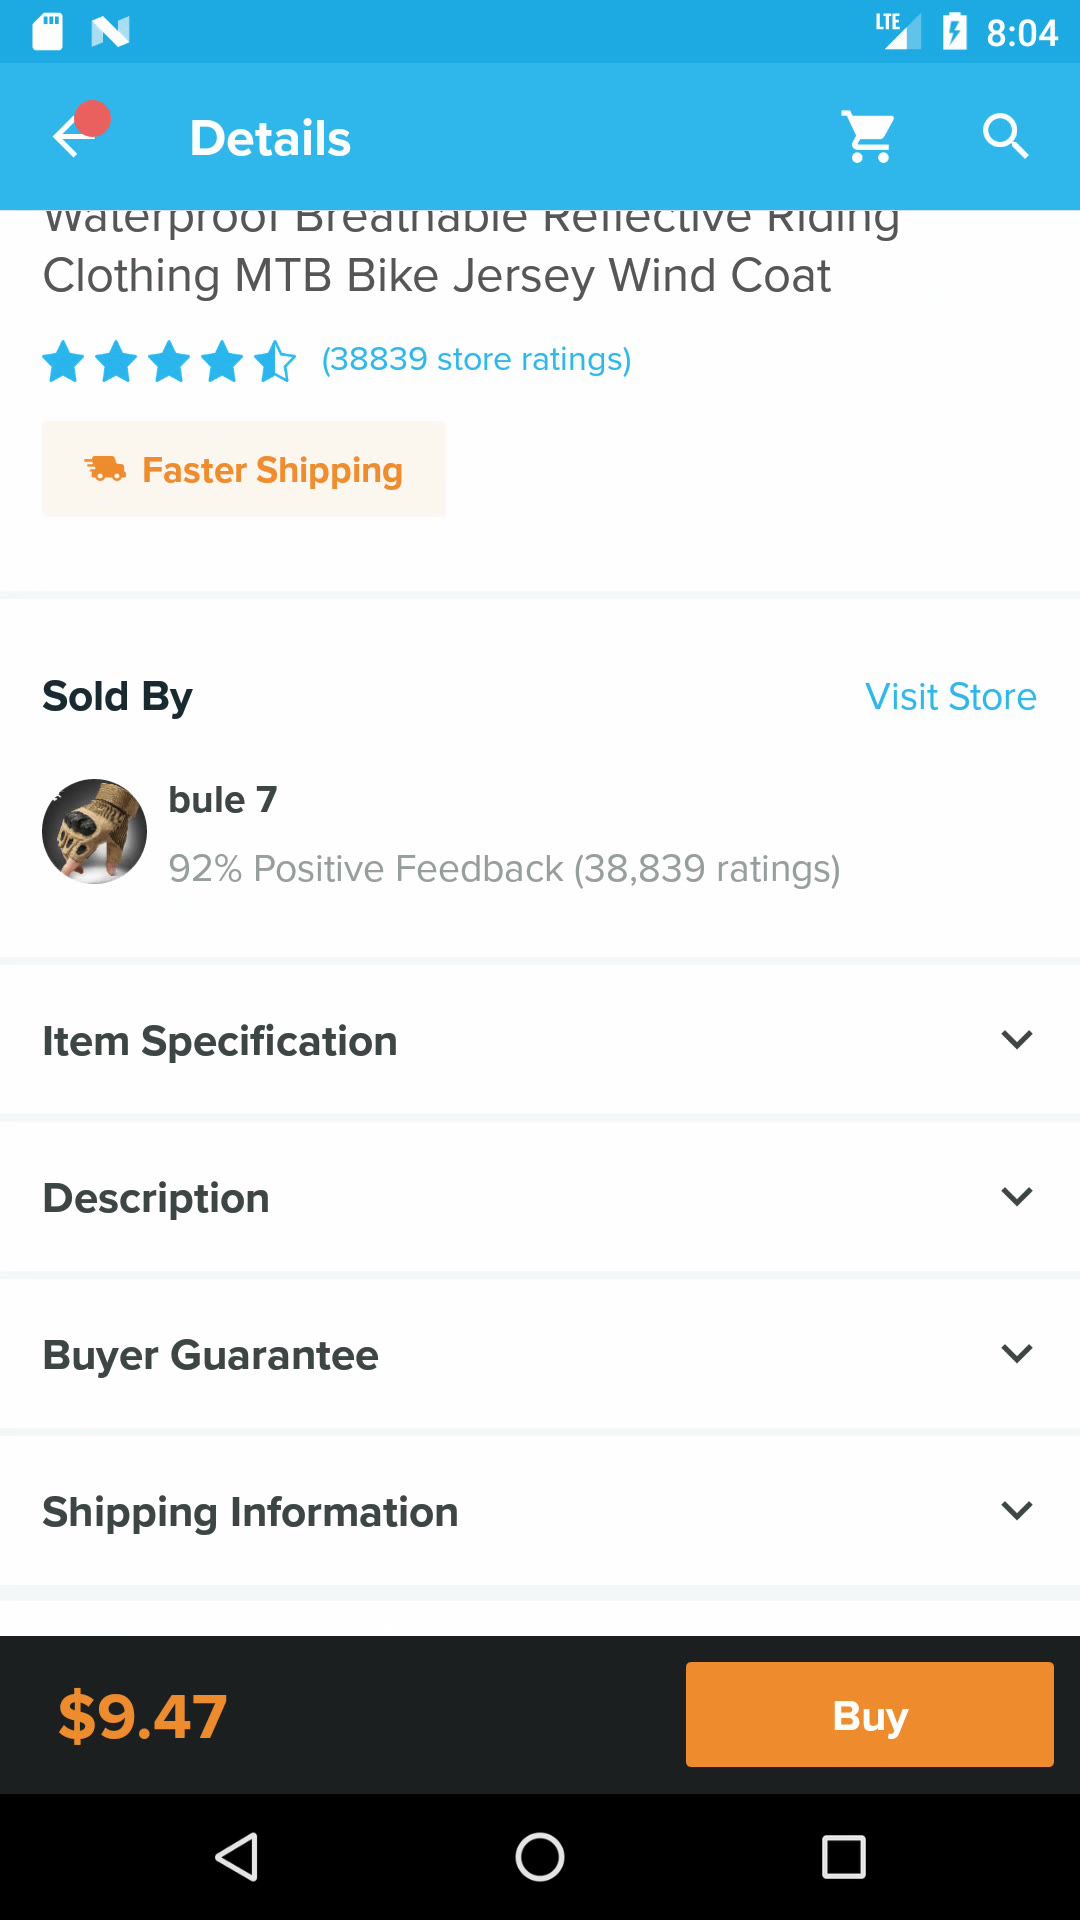 LTE 8:04
Details
Waterproof Breathable Reflective Riding
Clothing MTB Bike Jersey Wind Coat
(38839 store ratings)
Faster Shipping
Sold By
Visit Store
bule 7
92% Positive Feedback (38,839 ratings)
Item Specification
Description
Buyer Guarantee
Shipping Information
$9.47
Buy